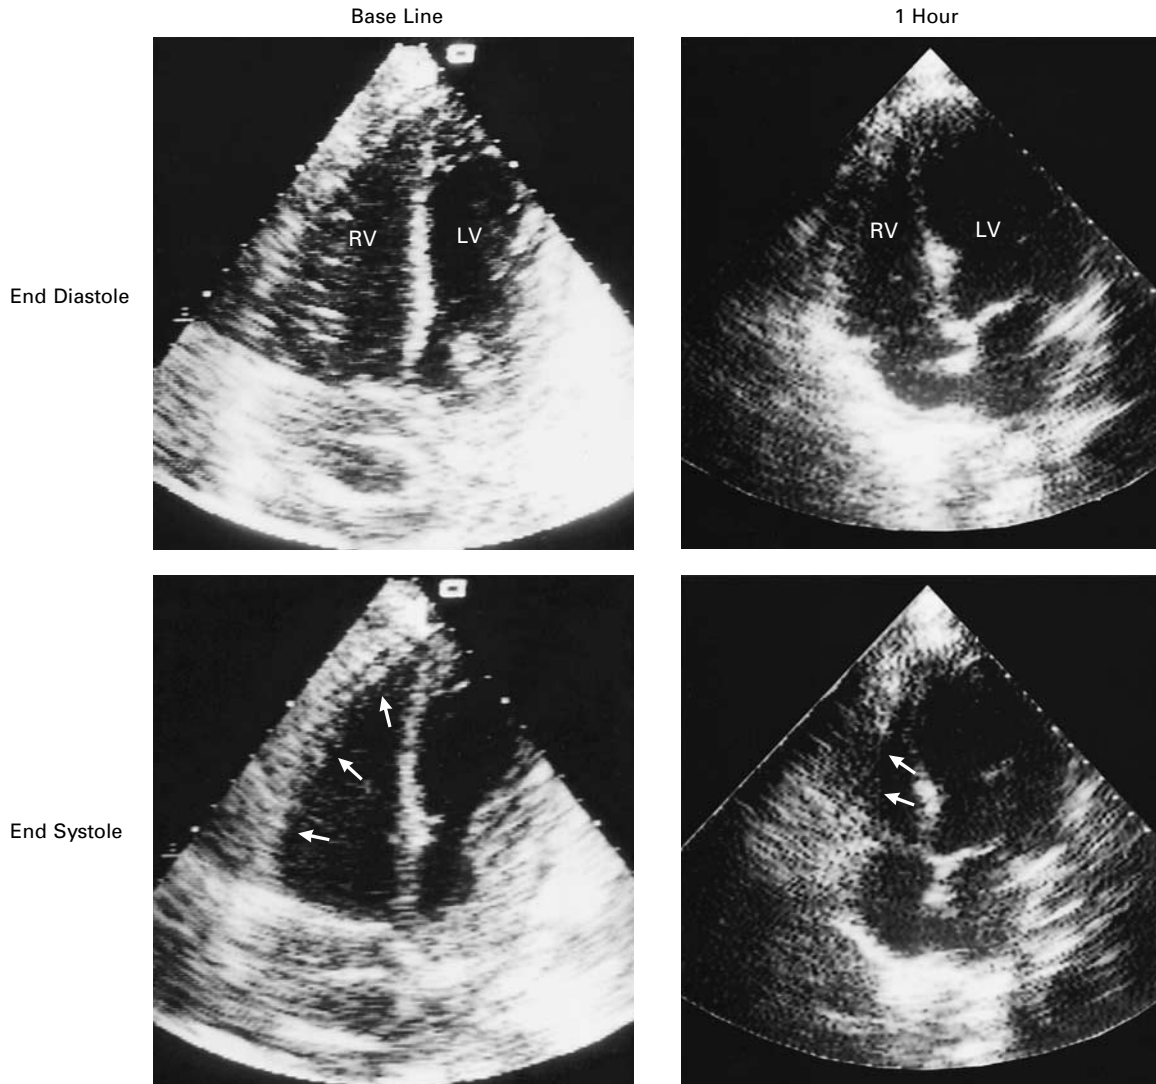 Base Line
1 Hour
End Diastole
RV
LV
RV
LV
End Systole